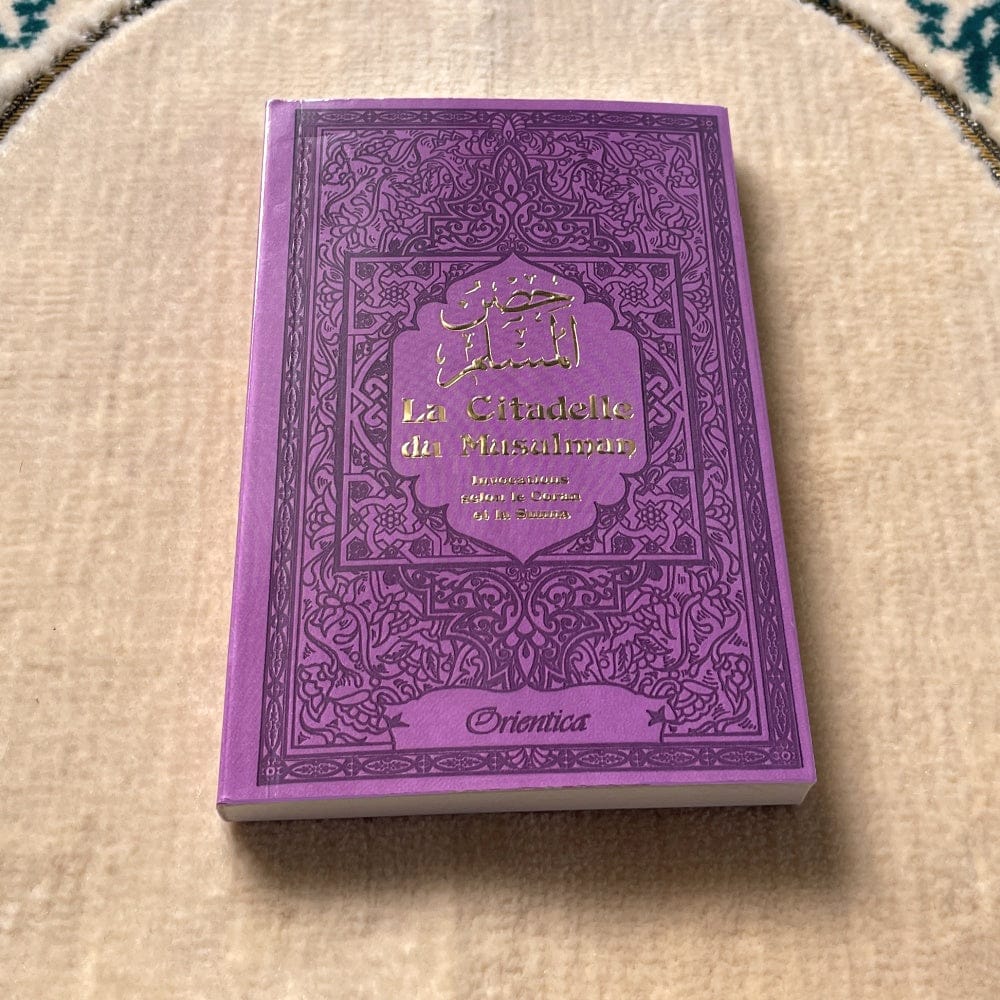 حصن
المسلم
La Citadelle
du Musulman
Invocations
selon le Coran
et la Sunna
Orientica